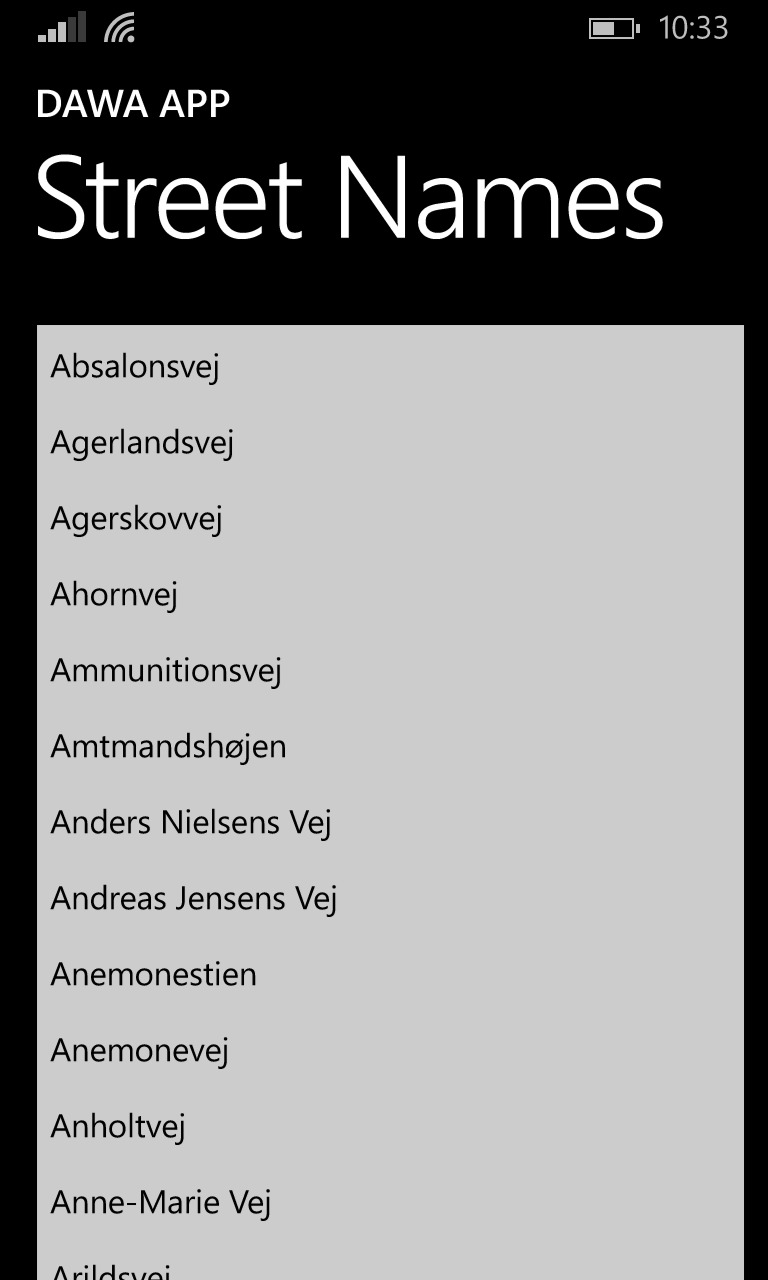 10:33
DAWA APP
Street Names
Absalonsvej
Agerlandsvej
Agerskovvej
Ahornvej
Ammunitionsvej
Amtmandshøjen
Anders Nielsens Vej
Andreas Jensens Vej
Anemonestien
Anemonevej
Anholtvej
Anne-Marie Vej
Arildsvej